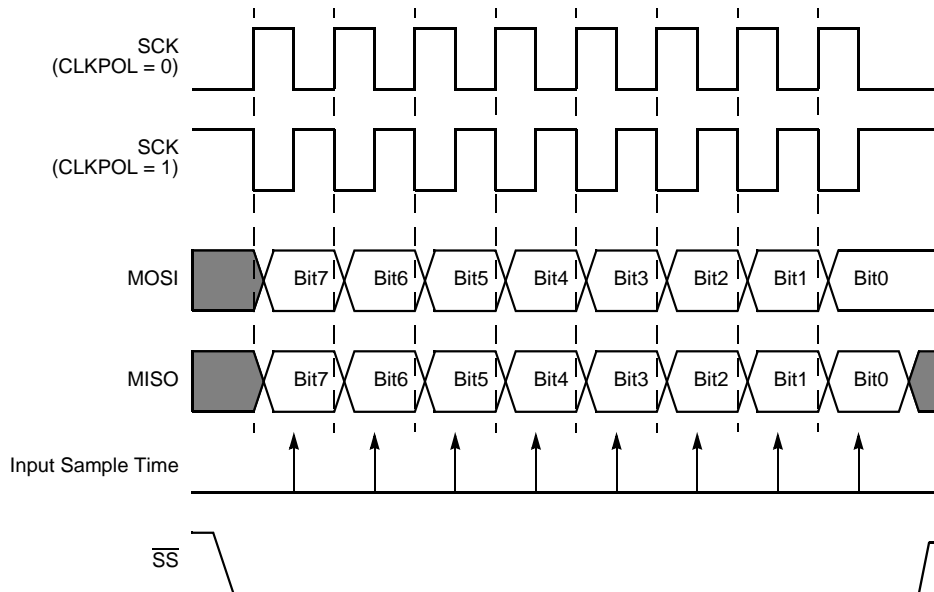 SCK
(CLKPOL = 0)
SCK
(CLKPOL = 1)
MOSI
Bit7 Bit6 Bit5 Bit4 Bit3 Bit2 Bit1 Bit0
MISO
Bit7 Bit6 Bit5 Bit4 Bit3 Bit2 Bit1 Bit0
Input Sample Time
SS